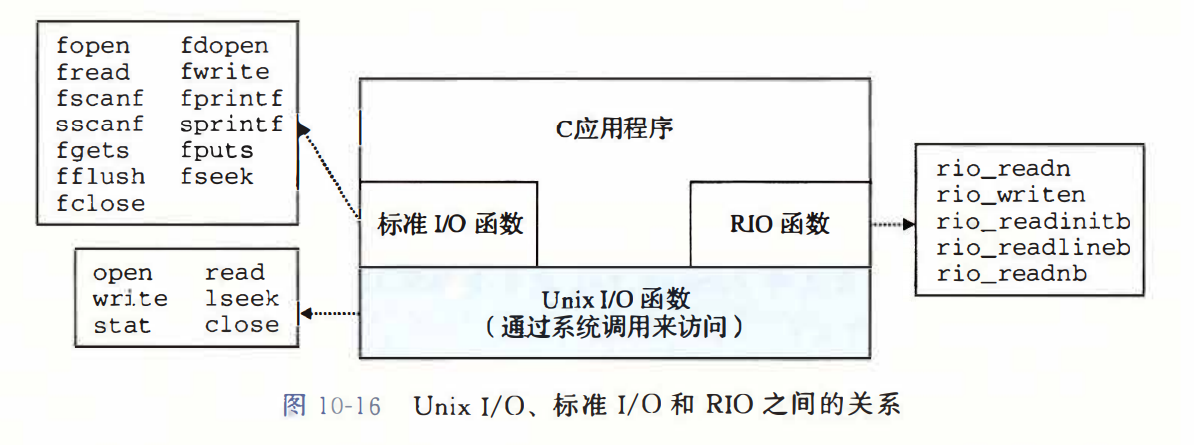 fopen fdopen
fread fwrite
fscanf fprintf
sscanf sprintf
fgets fputs
fflush fseek
fclose
C应用程序
标准 I/O 函数
RIO 函数
rio_readn
rio_writen
rio_readinitb
rio_readlineb
rio_readnb
open read
write lseek
stat close
Unix I/O 函数
（通过系统调用来访问）
图 10-16 Unix I/O、标准 I/O 和 RIO 之间的关系